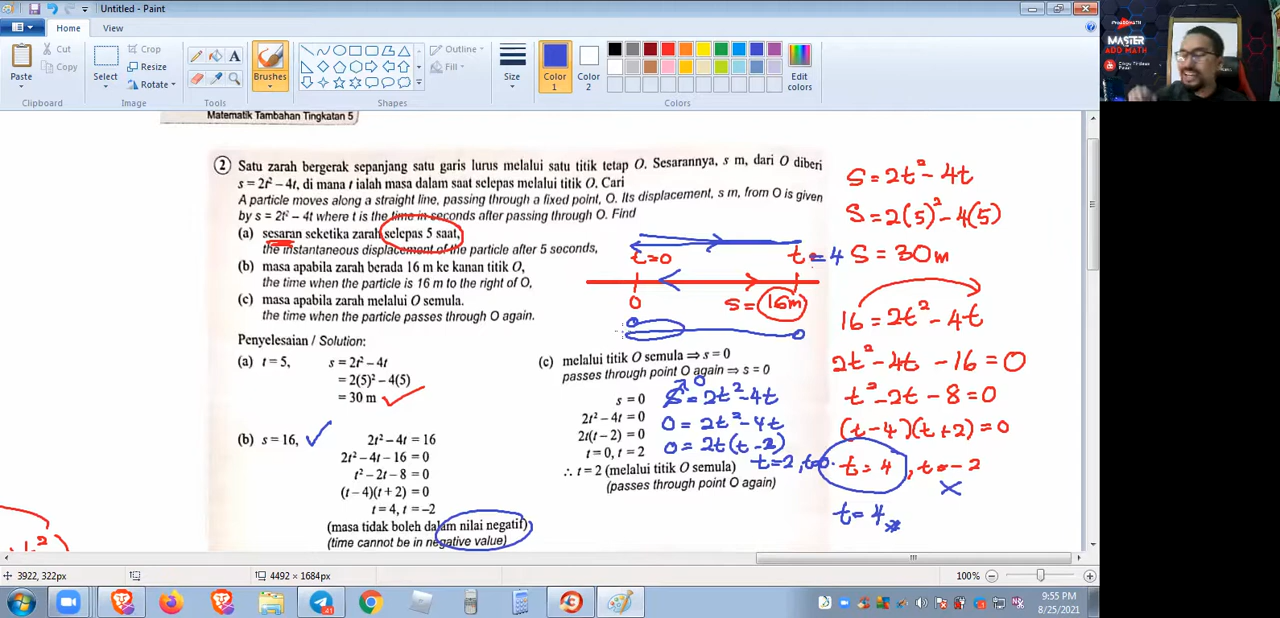 Untitled - Paint
Home
View
Paste
Cut
Copy
Clipboard
Select
Crop
Resize
Rotate
Image
Tools
Brushes
Shapes
Outline
Fill
Size
Color 1
Color 2
Colors
Edit colors
MASTER
ADD MATH
Matematik Tambahan Tingkatan 5
2 Satu zarah bergerak sepanjang satu garis lurus melalui satu titik tetap O. Sesarannya, s m, dari O diberi
s = 2t² – 4t, di mana t ialah masa dalam saat selepas melalui titik O. Cari
A particle moves along a straight line, passing through a fixed point, O. Its displacement, s m, from O is given
by s = 2t² – 4t where t is the time in seconds after passing through O. Find
(a) sesaran seketika zarah selepas 5 saat,
the instantaneous displacement of the particle after 5 seconds,
(b) masa apabila zarah berada 16 m ke kanan titik O,
the time when the particle is 16 m to the right of O,
(c) masa apabila zarah melalui O semula.
the time when the particle passes through O again.
Penyelesaian / Solution:
(a) t = 5, s = 2t² – 4t
= 2(5)² – 4(5)
= 30 m
(b) s = 16, 2t² – 4t = 16
2t² – 4t – 16 = 0
t² – 2t – 8 = 0
(t – 4)(t + 2) = 0
t = 4, t = –2
(masa tidak boleh dalam nilai negatif)
(time cannot be in negative value)
t=0
t=4
0
s= 16m
(c) melalui titik O semula ⇒ s = 0
passes through point O again ⇒ s = 0
s = 0
2t² – 4t = 0
2t(t – 2) = 0
t = 0, t = 2
∴ t = 2 (melalui titik O semula)
(passes through point O again)
0
S = 2t² - 4t
0 = 2t² - 4t
0 = 2t(t - 2)
t=2, t=0.
S = 2t² - 4t
S = 2(5)² - 4(5)
S = 30m
16 = 2t² - 4t
2t² - 4t - 16 = 0
t² - 2t - 8 = 0
(t - 4)(t + 2) = 0
t = 4, t = -2
t = 4
3922, 322px
4492 × 1684px
100%
9:55 PM
8/25/2021